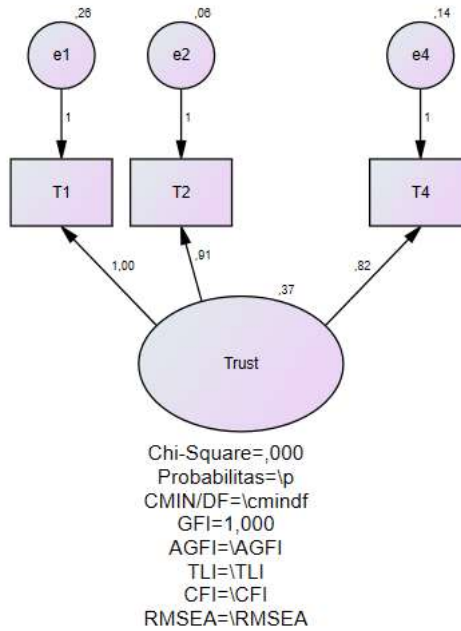 ,26
,06
,14
e1
e2
e4
1
1
1
T1
T2
T4
1,00
,91
,82
,37
Trust
Chi-Square=,000
Probabilitas=\p
CMIN/DF=\cmindf
GFI=1,000
AGFI=\AGFI
TLI=\TLI
CFI=\CFI
RMSEA=\RMSEA